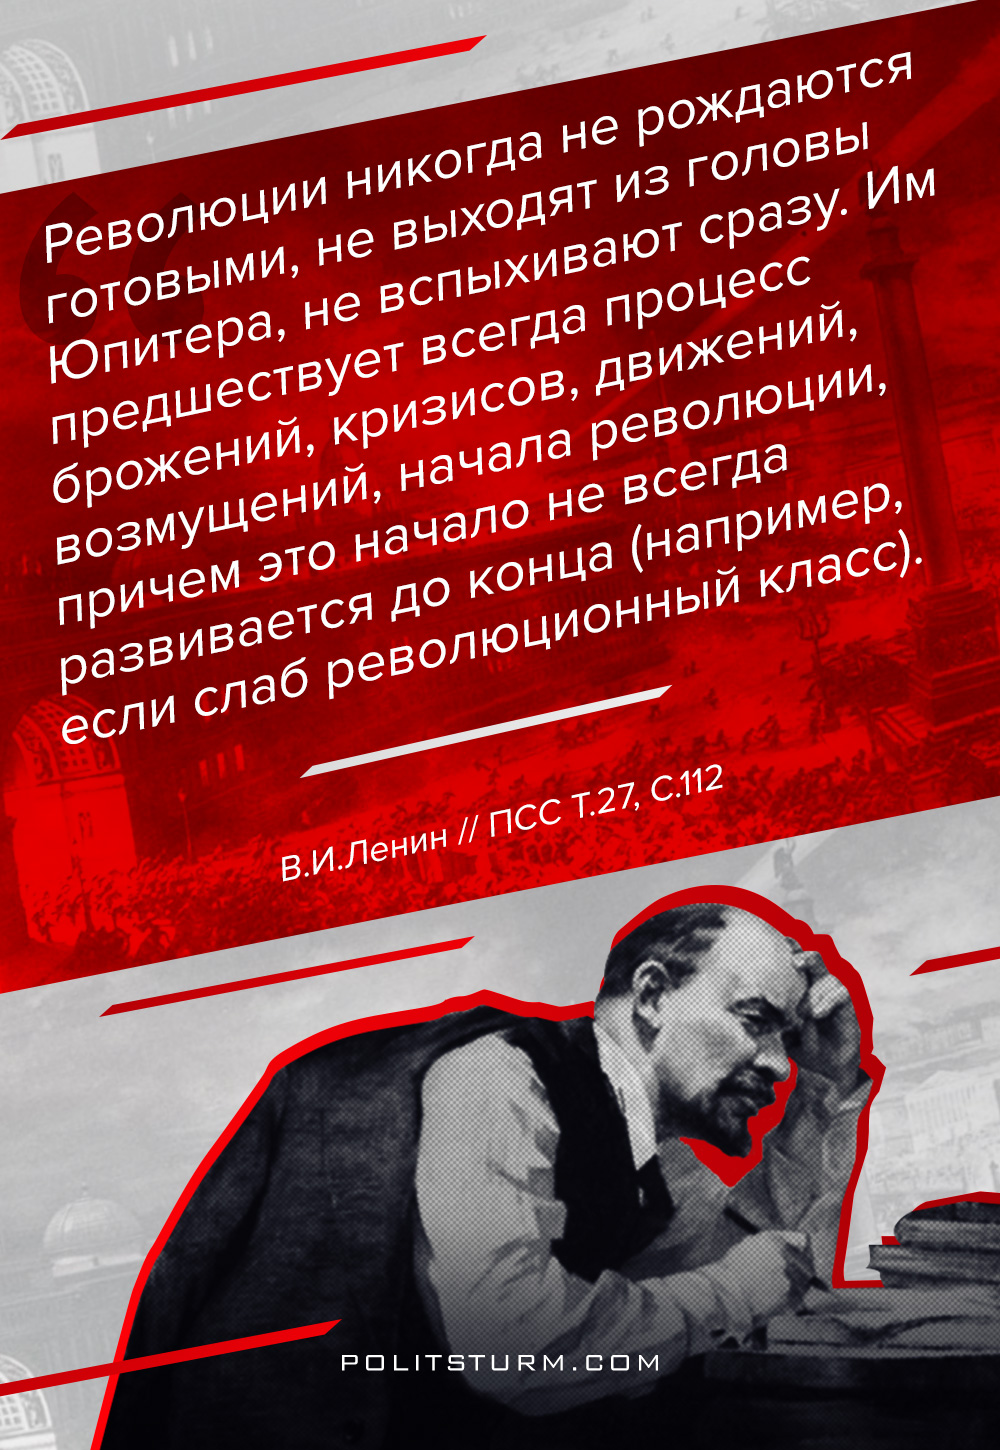 Революции никогда не рождаются
готовыми, не выходят из головы
Юпитера, не вспыхивают сразу. Им
предшествует всегда процесс
брожений, кризисов, движений,
возмущений, начала революции,
причем это начало не всегда
развивается до конца (например,
если слаб революционный класс).
В.И.Ленин // ПСС Т.27, С.112
POLITSTURM.COM